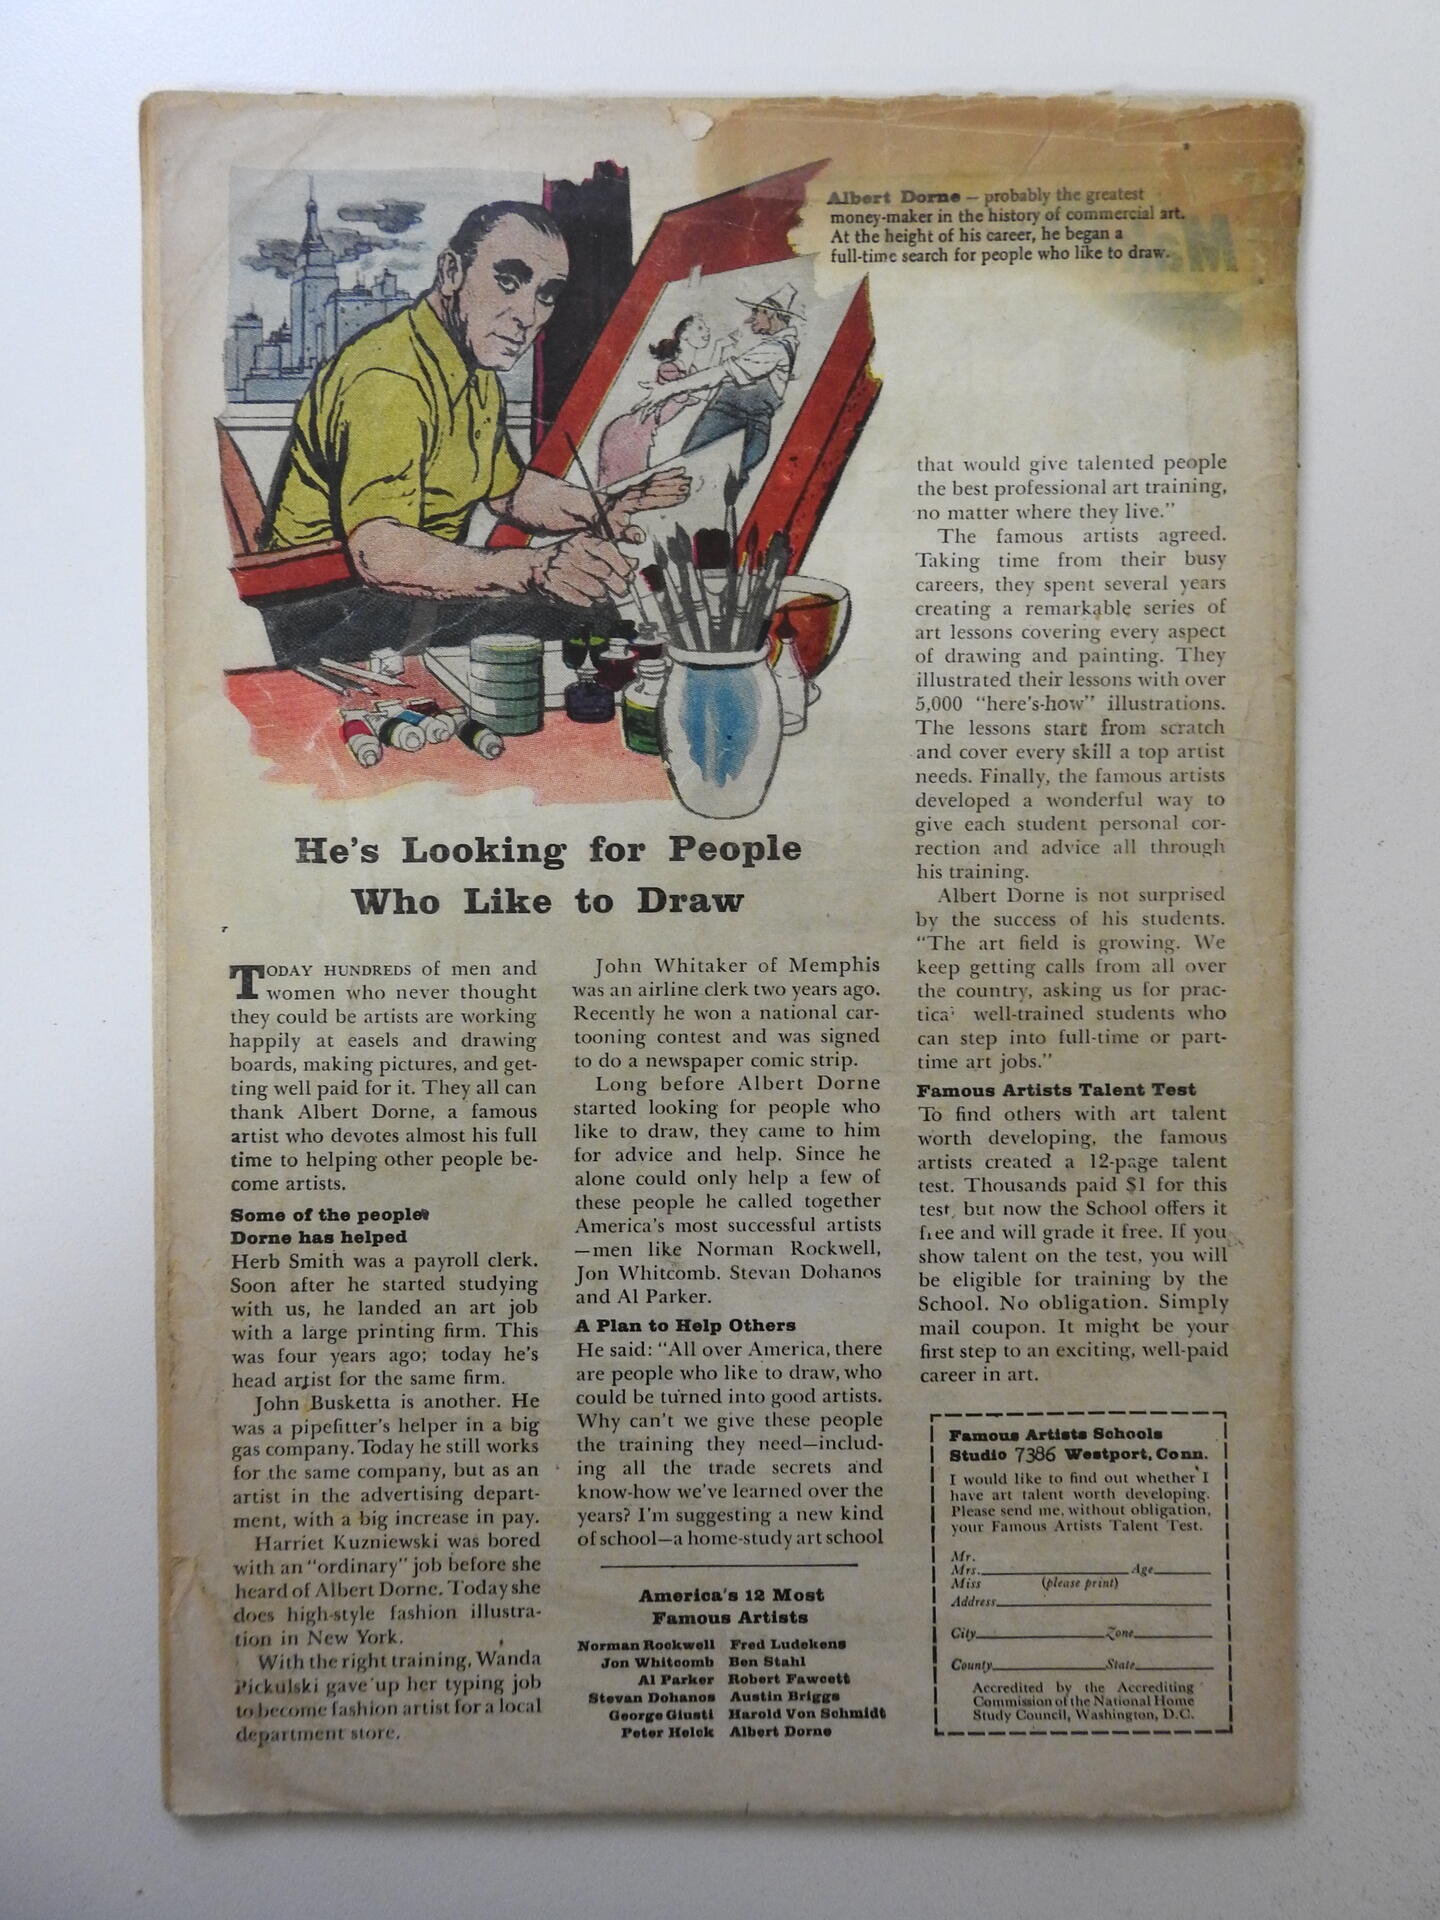 Albert Dorne — probably the greatest
money-maker in the history of commercial art.
At the height of his career, he began a
full-time search for people who like to draw.
He's Looking for People
Who Like to Draw
TODAY HUNDREDS of men and
women who never thought
they could be artists are working
happily at easels and drawing
boards, making pictures, and get-
ting well paid for it. They all can
thank Albert Dorne, a famous
artist who devotes almost his full
time to helping other people be-
come artists.
Some of the people
Dorne has helped
Herb Smith was a payroll clerk.
Soon after he started studying
with us, he landed an art job
with a large printing firm. This
was four years ago; today he's
head artist for the same firm.
John Busketta is another. He
was a pipefitter's helper in a big
gas company. Today he still works
for the same company, but as an
artist in the advertising depart-
ment, with a big increase in pay.
Harriet Kuzniewski was bored
with an "ordinary" job before she
heard of Albert Dorne. Today she
does high-style fashion illustra-
tion in New York.
With the right training, Wanda
Pickulski gave up her typing job
to become fashion artist for a local
department store.
John Whitaker of Memphis
was an airline clerk two years ago.
Recently he won a national car-
tooning contest and was signed
to do a newspaper comic strip.
Long before Albert Dorne
started looking for people who
like to draw, they came to him
for advice and help. Since he
alone could only help a few of
these people he called together
America's most successful artists
—men like Norman Rockwell,
Jon Whitcomb. Stevan Dohanos
and Al Parker.
A Plan to Help Others
He said: "All over America, there
are people who like to draw, who
could be turned into good artists.
Why can't we give these people
the training they need—includ-
ing all the trade secrets and
know-how we've learned over the
years? I'm suggesting a new kind
of school—a home-study art school
America's 12 Most
Famous Artists
Norman Rockwell Fred Ludekens
Jon Whitcomb Ben Stahl
Al Parker Robert Fawcett
Stevan Dohanos Austin Briggs
George Giusti Harold Von Schmidt
Peter Helck Albert Dorne
that would give talented people
the best professional art training,
no matter where they live."
The famous artists agreed.
Taking time from their busy
careers, they spent several years
creating a remarkable series of
art lessons covering every aspect
of drawing and painting. They
illustrated their lessons with over
5,000 "here's-how" illustrations.
The lessons start from scratch
and cover every skill a top artist
needs. Finally, the famous artists
developed a wonderful way to
give each student personal cor-
rection and advice all through
his training.
Albert Dorne is not surprised
by the success of his students.
"The art field is growing. We
keep getting calls from all over
the country, asking us for prac-
tical well-trained students who
can step into full-time or part-
time art jobs."
Famous Artists Talent Test
To find others with art talent
worth developing, the famous
artists created a 12-page talent
test. Thousands paid $1 for this
test, but now the School offers it
free and will grade it free. If you
show talent on the test, you will
be eligible for training by the
School. No obligation. Simply
mail coupon. It might be your
first step to an exciting, well-paid
career in art.
Famous Artists Schools
Studio 7386 Westport, Conn.
I would like to find out whether I
have art talent worth developing.
Please send me, without obligation,
your Famous Artists Talent Test.
Mr.
Mrs. Age
Miss (please print)
Address
City Zone
County State
Accredited by the Accrediting
Commission of the National Home
Study Council, Washington, D.C.